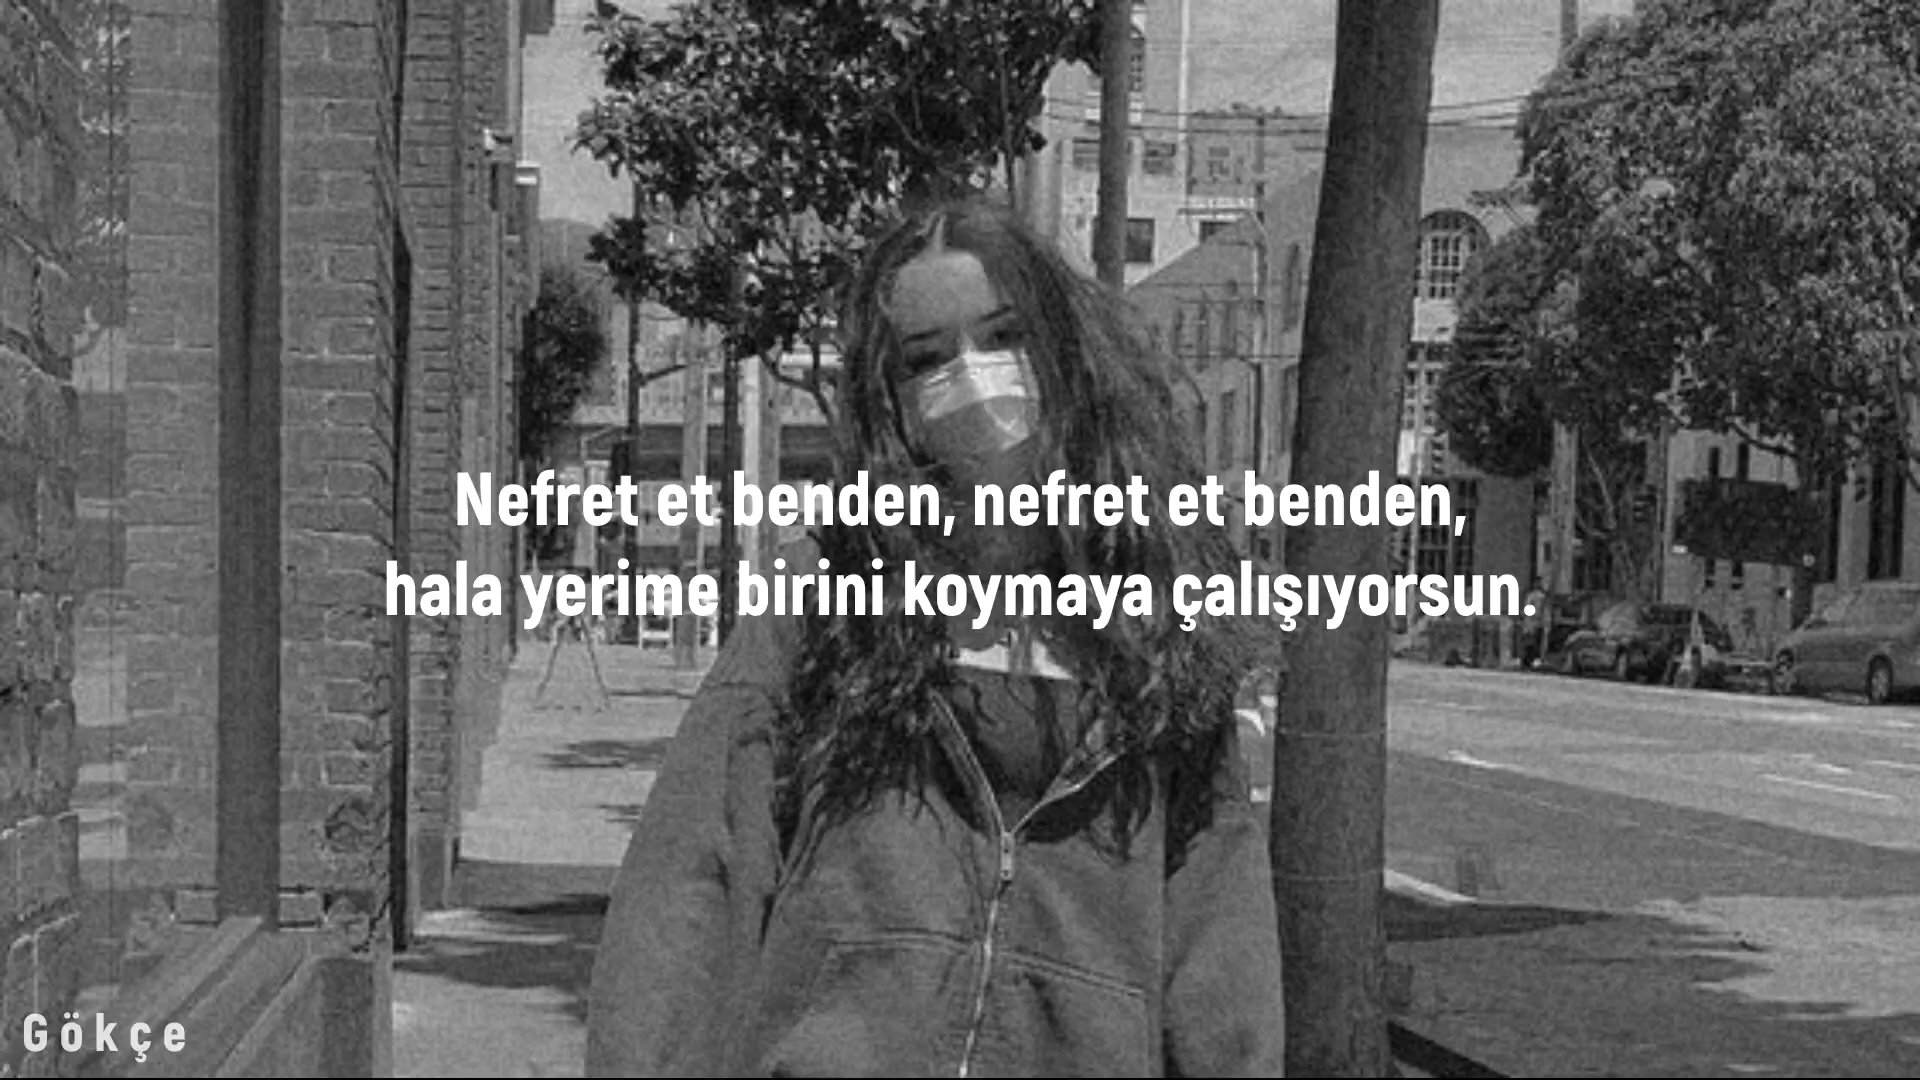 Nefret et benden, nefret et benden,
hala yerime birini koymaya çalışıyorsun.
Gökçe